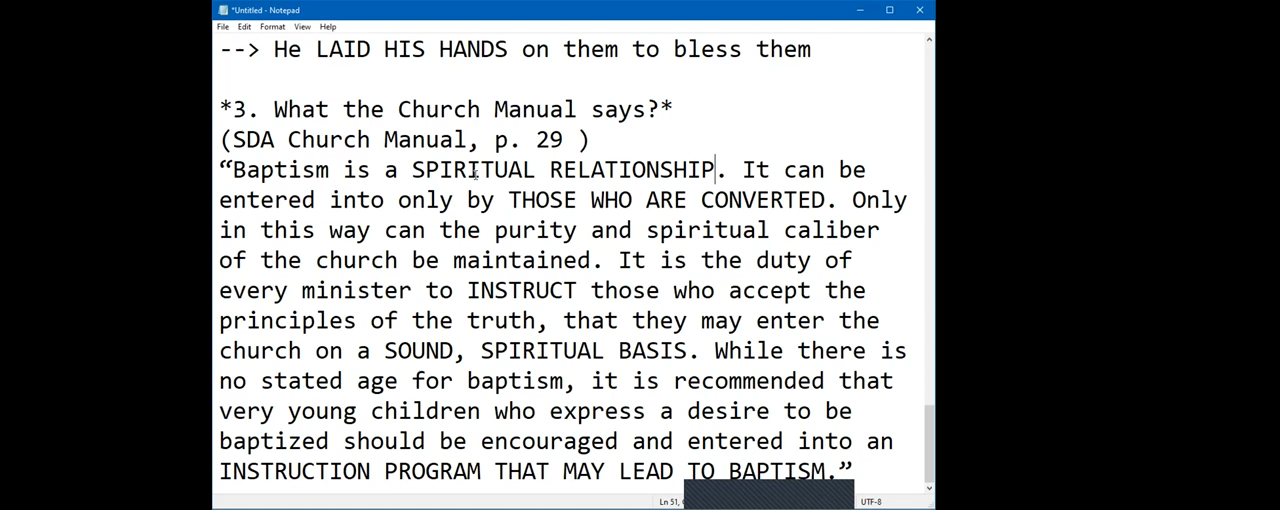 *Untitled - Notepad
File Edit Format View Help
--> He LAID HIS HANDS on them to bless them
*3. What the Church Manual says?*
(SDA Church Manual, p. 29 )
“Baptism is a SPIRITUAL RELATIONSHIP. It can be
entered into only by THOSE WHO ARE CONVERTED. Only
in this way can the purity and spiritual caliber
of the church be maintained. It is the duty of
every minister to INSTRUCT those who accept the
principles of the truth, that they may enter the
church on a SOUND, SPIRITUAL BASIS. While there is
no stated age for baptism, it is recommended that
very young children who express a desire to be
baptized should be encouraged and entered into an
INSTRUCTION PROGRAM THAT MAY LEAD TO BAPTISM.”
Ln 51, UTF-8